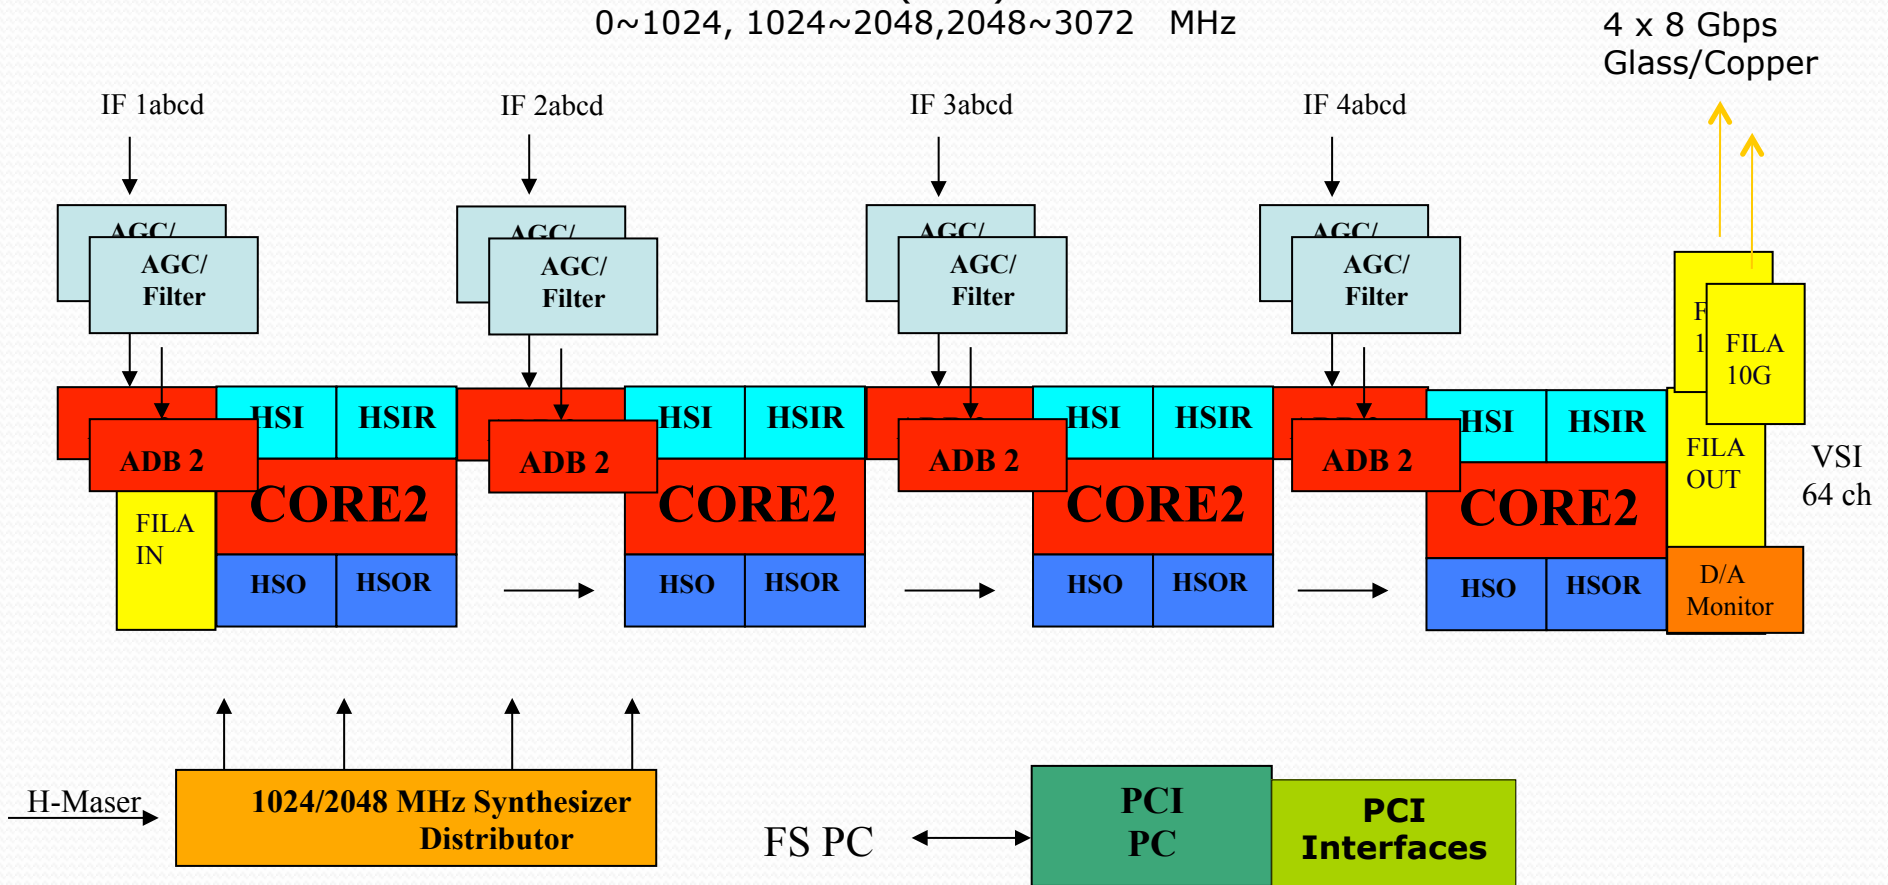 0~1024, 1024~2048,2048~3072 MHz
4 x 8 Gbps
Glass/Copper
IF 1abcd
IF 2abcd
IF 3abcd
IF 4abcd
AGC/
AGC/
Filter
AGC/
AGC/
Filter
AGC/
AGC/
Filter
AGC/
AGC/
Filter
FILA
10G
HSI
HSIR
HSI
HSIR
HSI
HSIR
HSI
HSIR
ADB 2
ADB 2
ADB 2
ADB 2
FILA
OUT
VSI
64 ch
CORE2
CORE2
CORE2
CORE2
FILA
IN
HSO
HSOR
HSO
HSOR
HSO
HSOR
HSO
HSOR
D/A
Monitor
H-Maser
1024/2048 MHz Synthesizer
Distributor
FS PC
PCI
PC
PCI
Interfaces